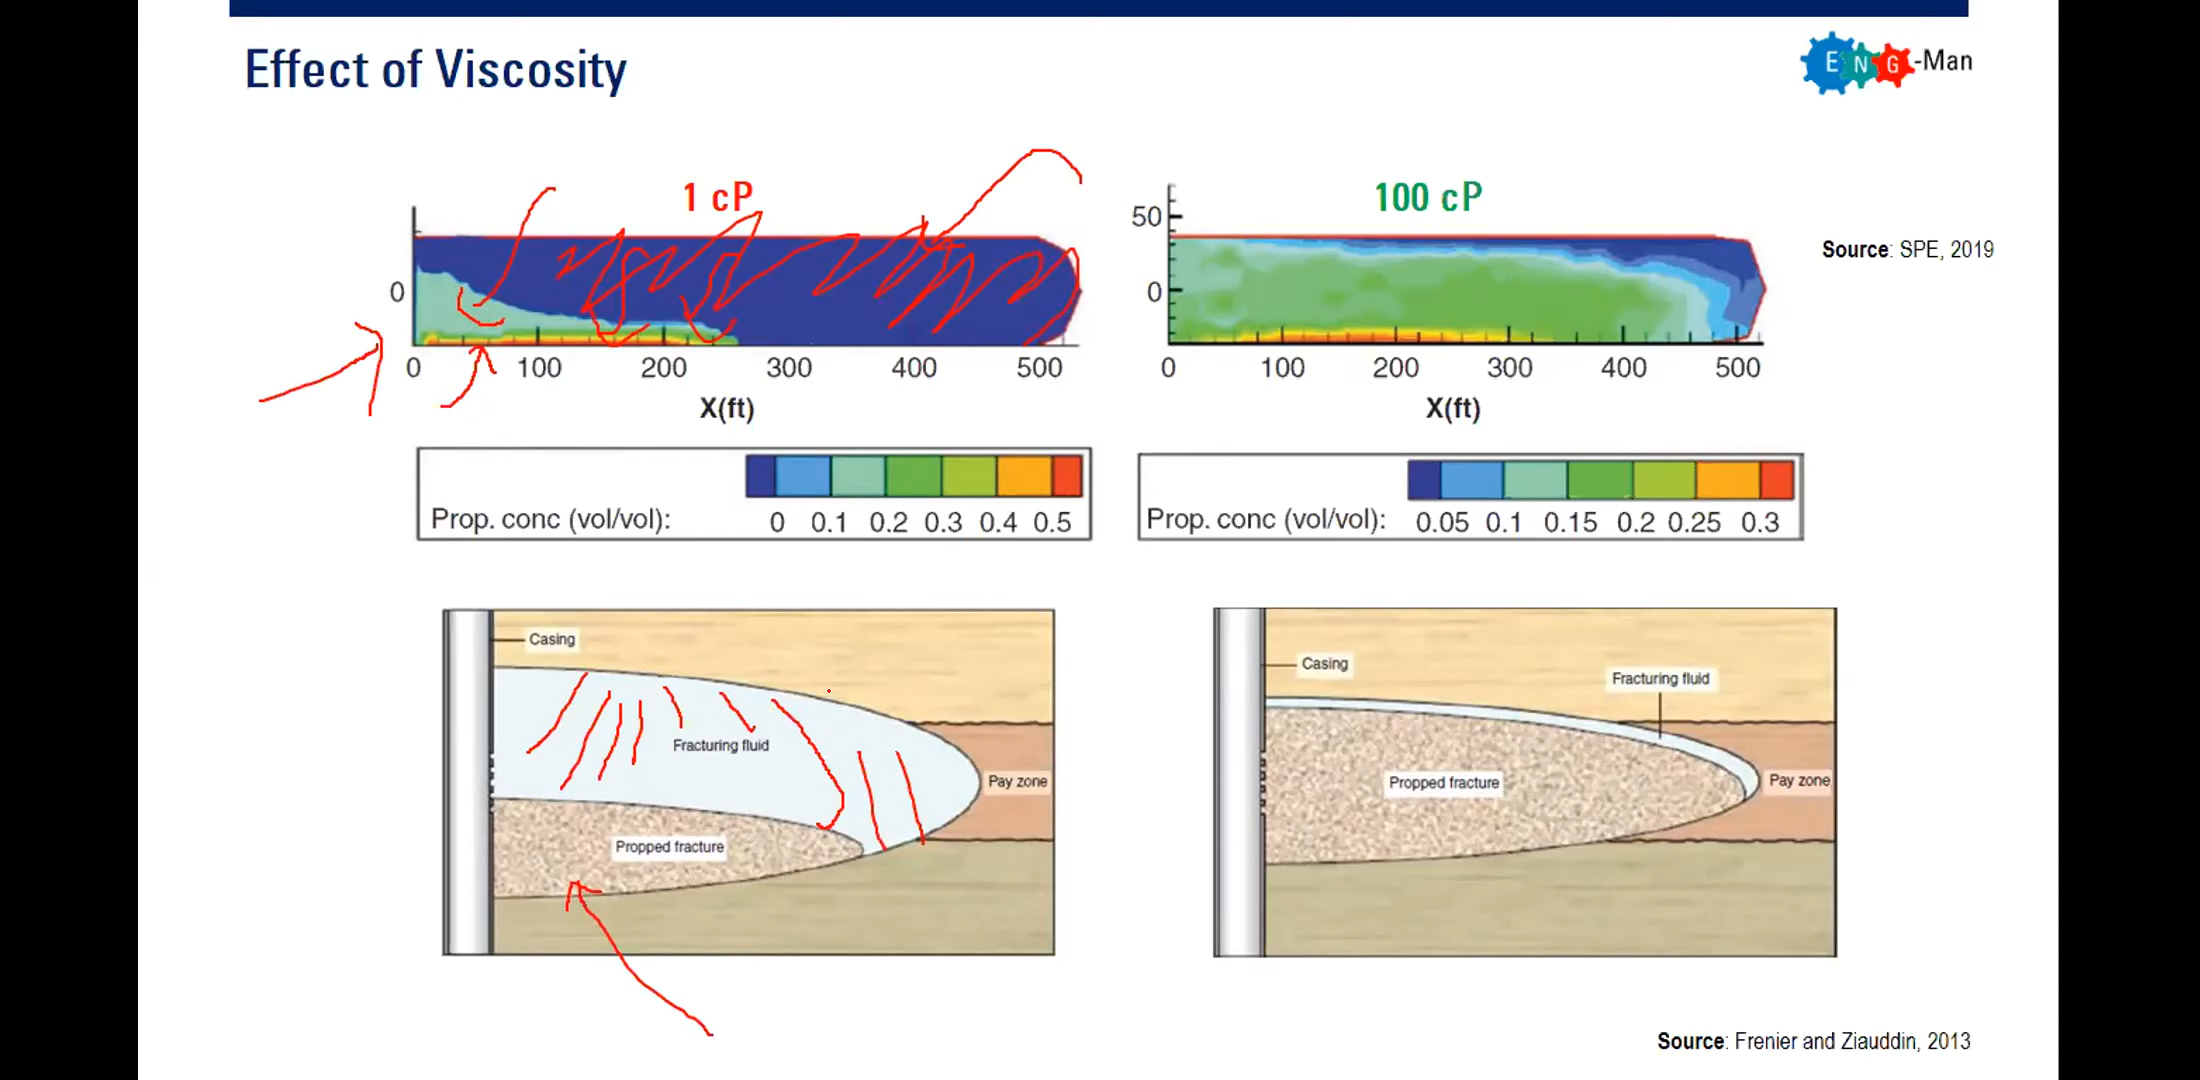 Effect of Viscosity
ENG-Man
1 cP
0
0 100 200 300 400 500
X(ft)
Prop. conc (vol/vol): 0 0.1 0.2 0.3 0.4 0.5
100 cP
50
0
0 100 200 300 400 500
X(ft)
Prop. conc (vol/vol): 0.05 0.1 0.15 0.2 0.25 0.3
Source: SPE, 2019
Casing
Fracturing fluid
Pay zone
Propped fracture
Casing
Fracturing fluid
Propped fracture
Pay zone
Source: Frenier and Ziauddin, 2013